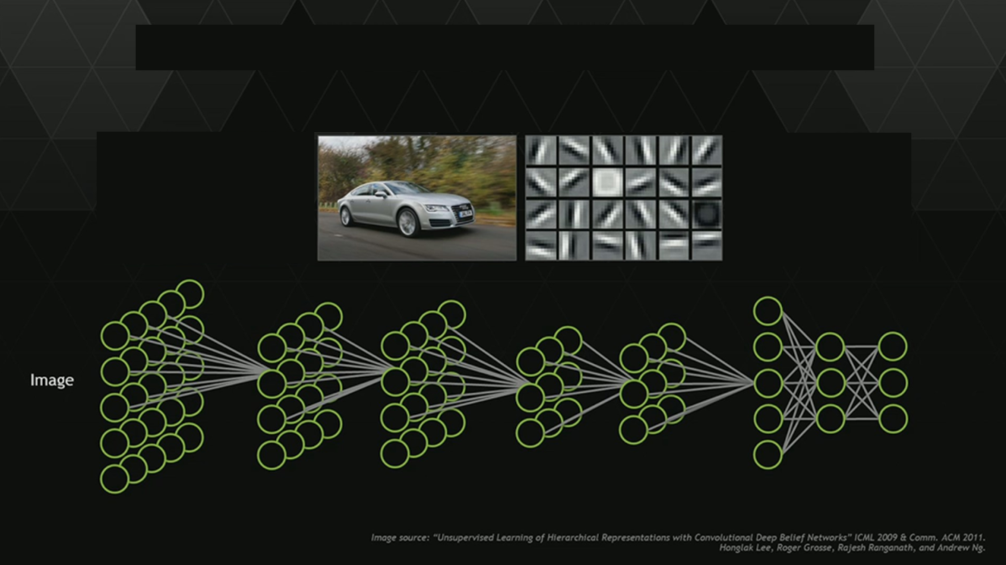 Image
Image source: "Unsupervised Learning of Hierarchical Representations with Convolutional Deep Belief Networks" ICML 2009 & Comm. ACM 2011.
Honglak Lee, Roger Grosse, Rajesh Ranganath, and Andrew Ng.